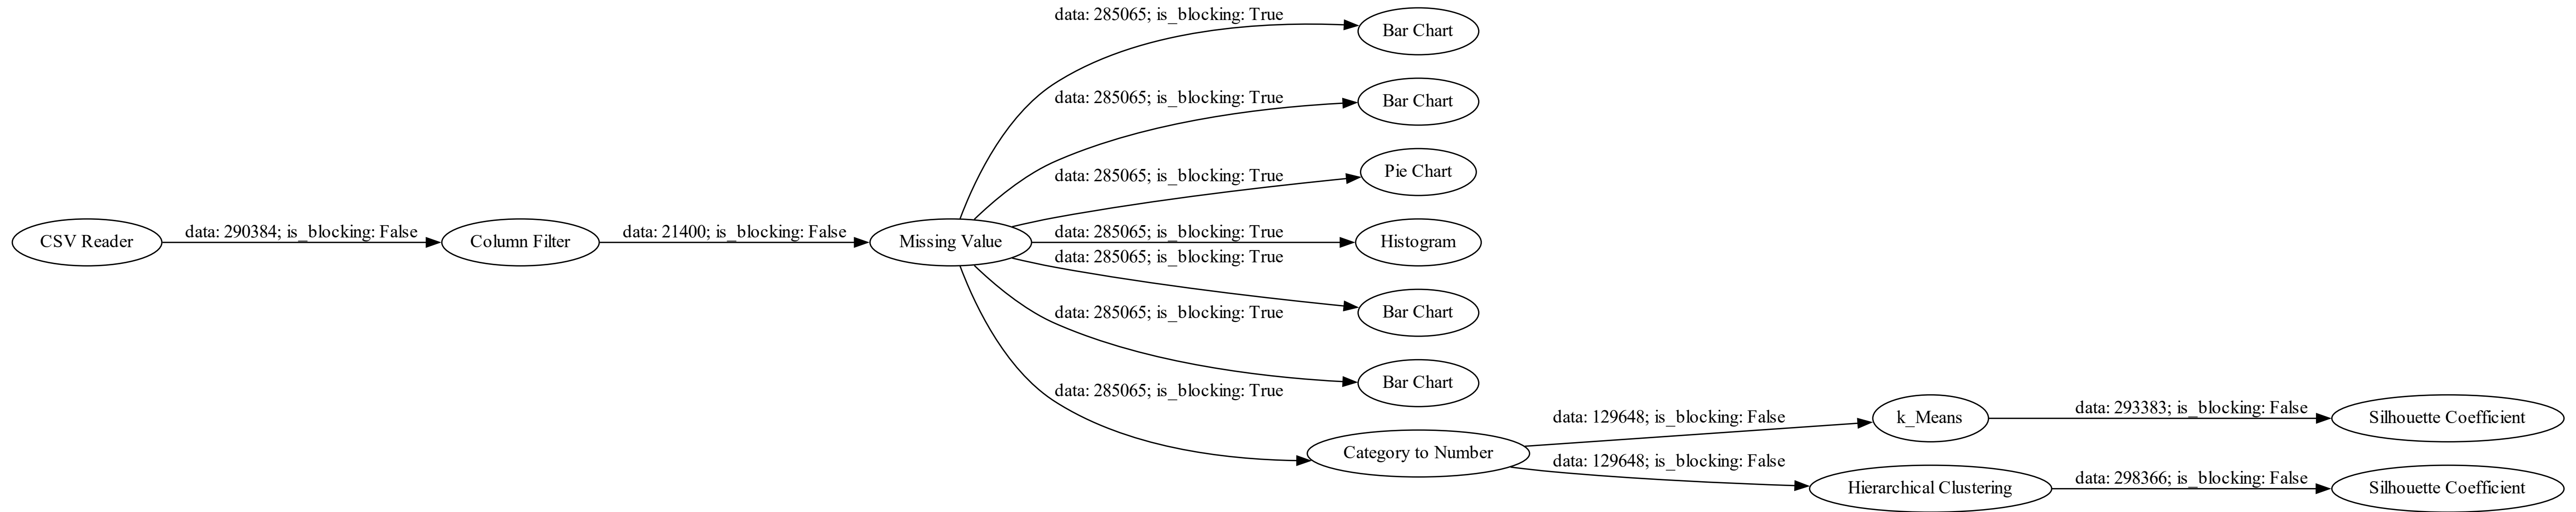 data: 285065; is_blocking: True
Bar Chart
data: 285065; is_blocking: True
Bar Chart
data: 285065; is_blocking: True
Pie Chart
CSV Reader
data: 290384; is_blocking: False
Column Filter
data: 21400; is_blocking: False
Missing Value
data: 285065; is_blocking: True
Histogram
data: 285065; is_blocking: True
Bar Chart
data: 285065; is_blocking: True
Bar Chart
data: 285065; is_blocking: True
Category to Number
data: 129648; is_blocking: False
k_Means
data: 293383; is_blocking: False
Silhouette Coefficient
data: 129648; is_blocking: False
Hierarchical Clustering
data: 298366; is_blocking: False
Silhouette Coefficient